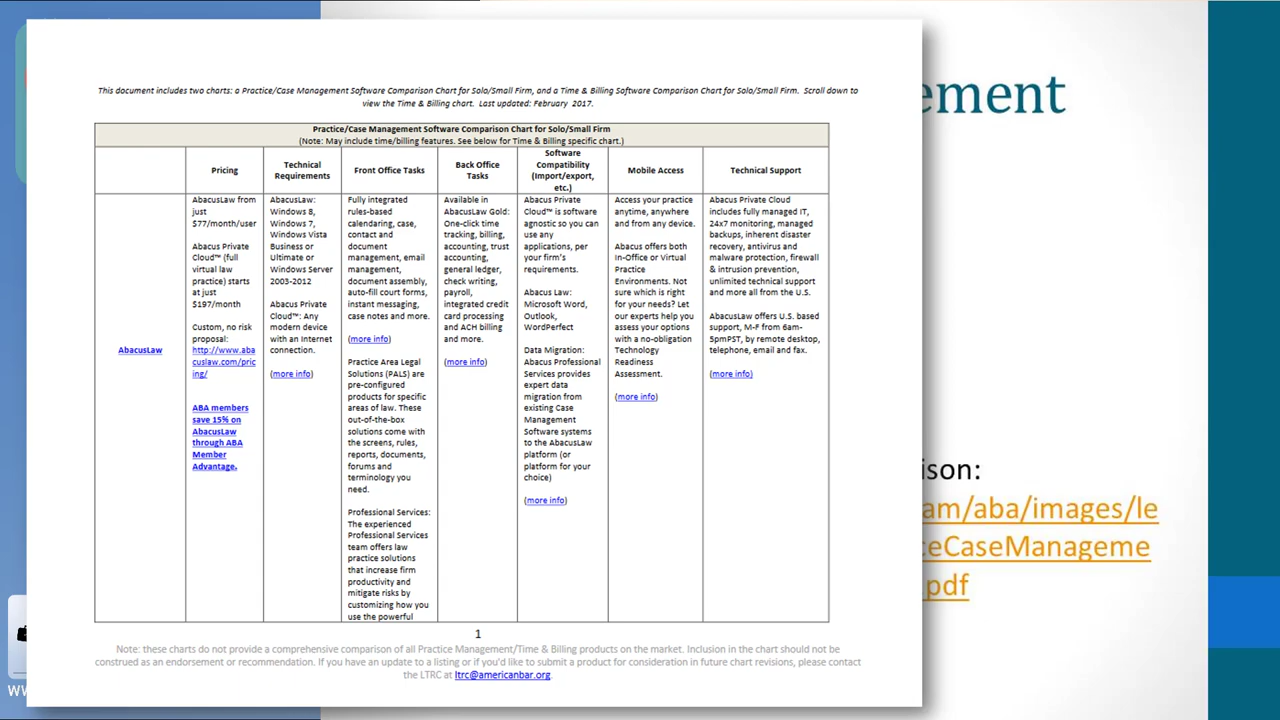 ement
This document includes two charts: a Practice/Case Management Software Comparison Chart for Solo/Small Firm, and a Time & Billing Software Comparison Chart for Solo/Small Firm. Scroll down to
view the Time & Billing chart. Last updated: February 2017.
Practice/Case Management Software Comparison Chart for Solo/Small Firm
(Note: May include time/billing features. See below for Time & Billing specific chart.)
Pricing
Technical
Requirements
Front Office Tasks
Back Office
Tasks
Software
Compatibility
(Import/export,
etc.)
Mobile Access
Technical Support
AbacusLaw
AbacusLaw from
just
$77/month/user
Abacus Private
Cloud™ (full
virtual law
practice) starts
at just
$197/month
Custom, no risk
proposal:
http://www.aba
cuslaw.com/pric
ing/
ABA members
save 15% on
AbacusLaw
through ABA
Member
Advantage.
AbacusLaw:
Windows 8,
Windows 7,
Windows Vista
Business or
Ultimate or
Windows Server
2003-2012
Abacus Private
Cloud™: Any
modern device
with an Internet
connection.
(more info)
Fully integrated
rules-based
calendaring, case,
contact and
document
management, email
management,
document assembly,
auto-fill court forms,
instant messaging,
case notes and more.
(more info)
Practice Area Legal
Solutions (PALS) are
pre-configured
products for specific
areas of law. These
out-of-the-box
solutions come with
the screens, rules,
reports, documents,
forums and
terminology you
need.
Professional Services:
The experienced
Professional Services
team offers law
practice solutions
that increase firm
productivity and
mitigate risks by
customizing how you
use the powerful
Available in
AbacusLaw Gold:
One-click time
tracking, billing,
accounting, trust
accounting,
general ledger,
check writing,
payroll,
integrated credit
card processing
and ACH billing
and more.
(more info)
Abacus Private
Cloud™ is software
agnostic so you can
use any
applications, per
your firm's
requirements.
Abacus Law:
Microsoft Word,
Outlook,
WordPerfect
Data Migration:
Abacus Professional
Services provides
expert data
migration from
existing Case
Management
Software systems
to the AbacusLaw
platform (or
platform for your
choice)
(more info)
Access your practice
anytime, anywhere
and from any device.
Abacus offers both
In-Office or Virtual
Practice
Environments. Not
sure which is right
for your needs? Let
our experts help you
assess your options
with a no-obligation
Technology
Readiness
Assessment.
(more info)
Abacus Private Cloud
includes fully managed IT,
24x7 monitoring, managed
backups, inherent disaster
recovery, antivirus and
malware protection, firewall
& intrusion prevention,
unlimited technical support
and more all from the U.S.
AbacusLaw offers U.S. based
support, M-F from 6am-
5pmPST, by remote desktop,
telephone, email and fax.
(more info)
1
Note: these charts do not provide a comprehensive comparison of all Practice Management/Time & Billing products on the market. Inclusion in the chart should not be
construed as an endorsement or recommendation. If you have an update to a listing or if you'd like to submit a product for consideration in future chart revisions, please contact
the LTRC at ltrc@americanbar.org.
ison:
am/aba/images/le
ceCaseManageme
pdf